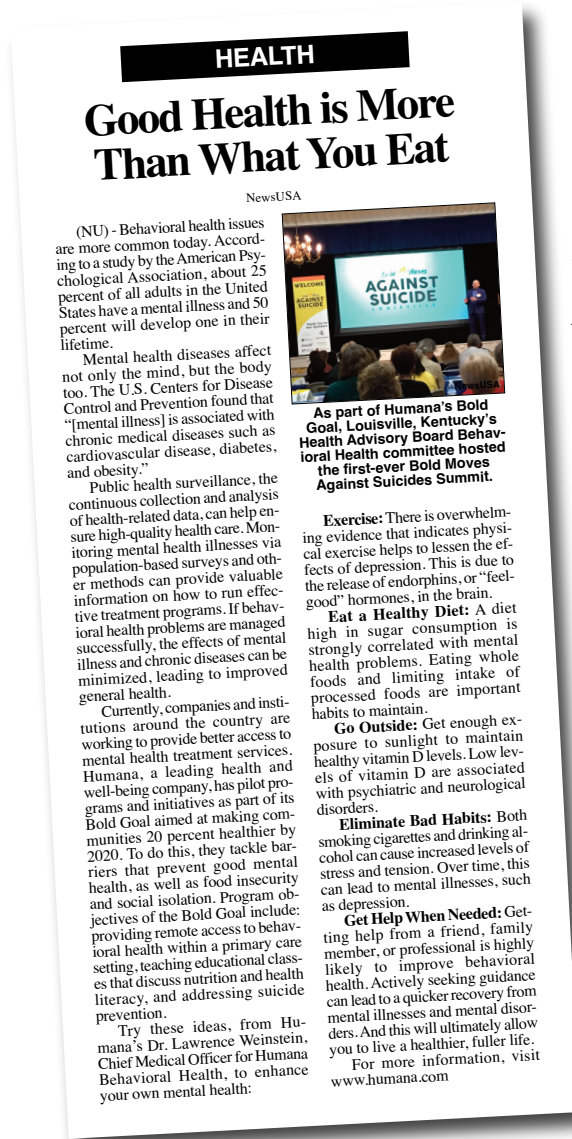 HEALTH
Good Health is More
Than What You Eat
NewsUSA
(NU) - Behavioral health issues
are more common today. Accord-
ing to a study by the American Psy-
chological Association, about 25
percent of all adults in the United
States have a mental illness and 50
percent will develop one in their
lifetime.
Mental health diseases affect
not only the mind, but the body
too. The U.S. Centers for Disease
Control and Prevention found that
“[mental illness] is associated with
chronic medical diseases such as
cardiovascular disease, diabetes,
and obesity.”
Public health surveillance, the
continuous collection and analysis
of health-related data, can help en-
sure high-quality health care. Mon-
itoring mental health illnesses via
population-based surveys and oth-
er methods can provide valuable
information on how to run effec-
tive treatment programs. If behav-
ioral health problems are managed
successfully, the effects of mental
illness and chronic diseases can be
minimized, leading to improved
general health.
Currently, companies and insti-
tutions around the country are
working to provide better access to
mental health treatment services.
Humana, a leading health and
well-being company, has pilot pro-
grams and initiatives as part of its
Bold Goal aimed at making com-
munities 20 percent healthier by
2020. To do this, they tackle bar-
riers that prevent good mental
health, as well as food insecurity
and social isolation. Program ob-
jectives of the Bold Goal include:
providing remote access to behav-
ioral health within a primary care
setting, teaching educational class-
es that discuss nutrition and health
literacy, and addressing suicide
prevention.
Try these ideas, from Hu-
mana’s Dr. Lawrence Weinstein,
Chief Medical Officer for Humana
Behavioral Health, to enhance
your own mental health:
WELCOME
AGAINST
SUICIDE
Bold Moves
AGAINST
SUICIDE
LOUISVILLE
NewsUSA
As part of Humana’s Bold
Goal, Louisville, Kentucky’s
Health Advisory Board Behav-
ioral Health committee hosted
the first-ever Bold Moves
Against Suicides Summit.
Exercise: There is overwhelm-
ing evidence that indicates physi-
cal exercise helps to lessen the ef-
fects of depression. This is due to
the release of endorphins, or “feel-
good” hormones, in the brain.
Eat a Healthy Diet: A diet
high in sugar consumption is
strongly correlated with mental
health problems. Eating whole
foods and limiting intake of
processed foods are important
habits to maintain.
Go Outside: Get enough ex-
posure to sunlight to maintain
healthy vitamin D levels. Low lev-
els of vitamin D are associated
with psychiatric and neurological
disorders.
Eliminate Bad Habits: Both
smoking cigarettes and drinking al-
cohol can cause increased levels of
stress and tension. Over time, this
can lead to mental illnesses, such
as depression.
Get Help When Needed: Get-
ting help from a friend, family
member, or professional is highly
likely to improve behavioral
health. Actively seeking guidance
can lead to a quicker recovery from
mental illnesses and mental disor-
ders. And this will ultimately allow
you to live a healthier, fuller life.
For more information, visit
www.humana.com